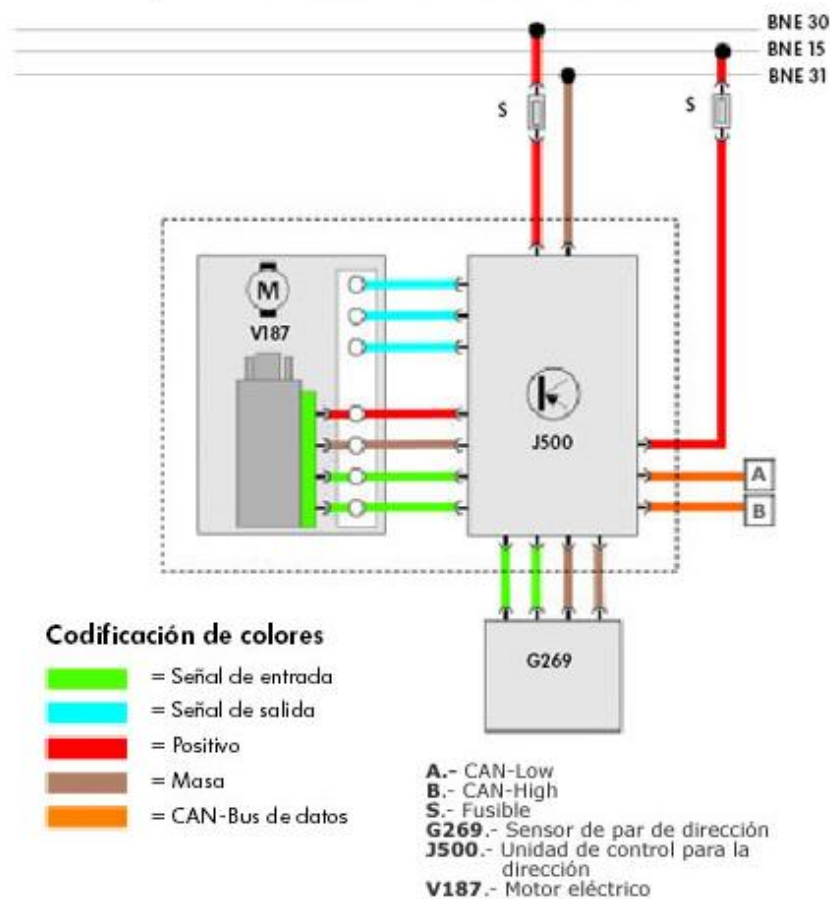 BNE 30
BNE 15
BNE 31
S
S
M
V187
J500
A
B
G269
Codificación de colores
= Señal de entrada
= Señal de salida
= Positivo
= Masa
= CAN-Bus de datos
A.- CAN-Low
B.- CAN-High
S.- Fusible
G269.- Sensor de par de dirección
J500.- Unidad de control para la
dirección
V187.- Motor eléctrico